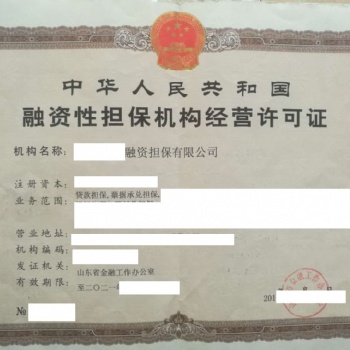 中华人民共和国
融资性担保机构经营许可证
机构名称: 融资担保有限公司
注册资本:
业务范围: 贷款担保,票据承兑担保,
营业地址:
机构编码:
发证机关: 山东省金融工作办公室
有效期限: 至二〇二一
201
№